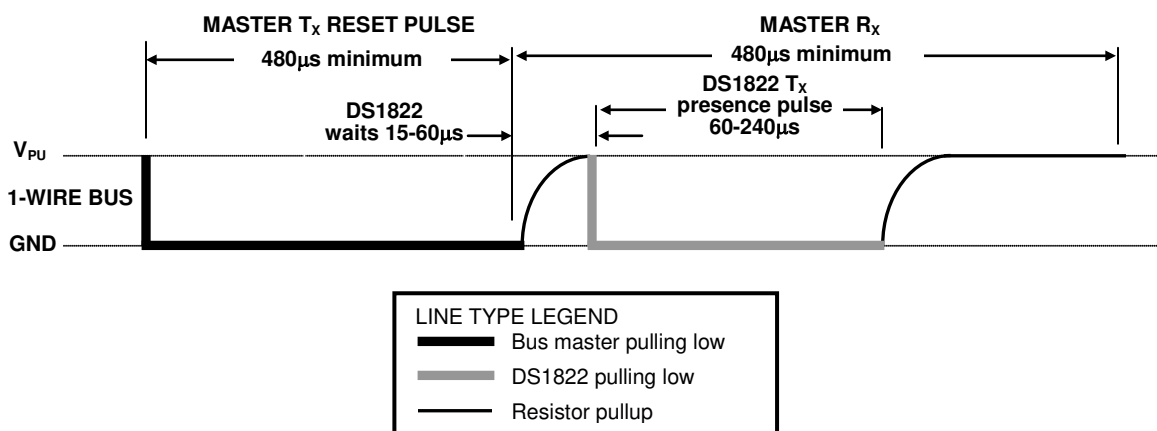 MASTER TX RESET PULSE
480μs minimum
MASTER RX
480μs minimum
DS1822
waits 15-60μs
DS1822 TX
presence pulse
60-240μs
VPU
1-WIRE BUS
GND
LINE TYPE LEGEND
Bus master pulling low
DS1822 pulling low
Resistor pullup